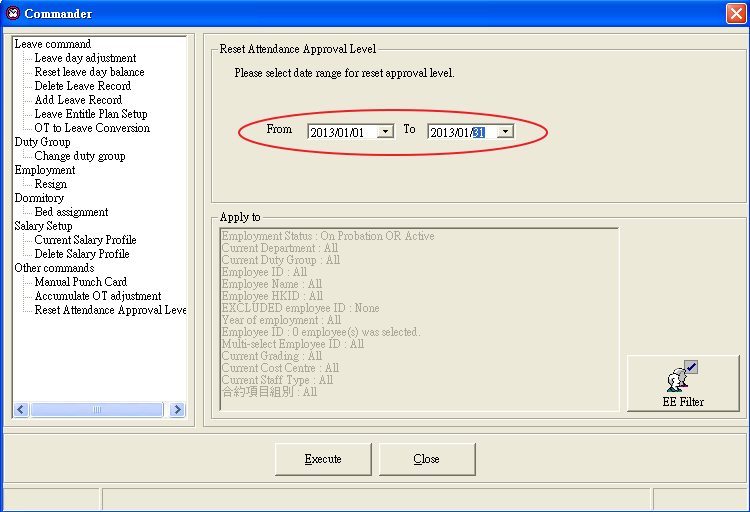 Commander
Leave command
Leave day adjustment
Reset leave day balance
Delete Leave Record
Add Leave Record
Leave Entitle Plan Setup
OT to Leave Conversion
Duty Group
Change duty group
Employment
Resign
Dormitory
Bed assignment
Salary Setup
Current Salary Profile
Delete Salary Profile
Other commands
Manual Punch Card
Accumulate OT adjustment
Reset Attendance Approval Leve
Reset Attendance Approval Level
Please select date range for reset approval level.
From 2013/01/01 To 2013/01/31
Apply to
Employment Status : On Probation OR Active
Current Department : All
Current Duty Group : All
Employee ID : All
Employee Name : All
Employee HKID : All
EXCLUDED employee ID : None
Year of employment : All
Employee ID : 0 employee(s) was selected.
Multi-select Employee ID : All
Current Grading : All
Current Cost Centre : All
Current Staff Type : All
合約項目組別 : All
EE Filter
Execute Close